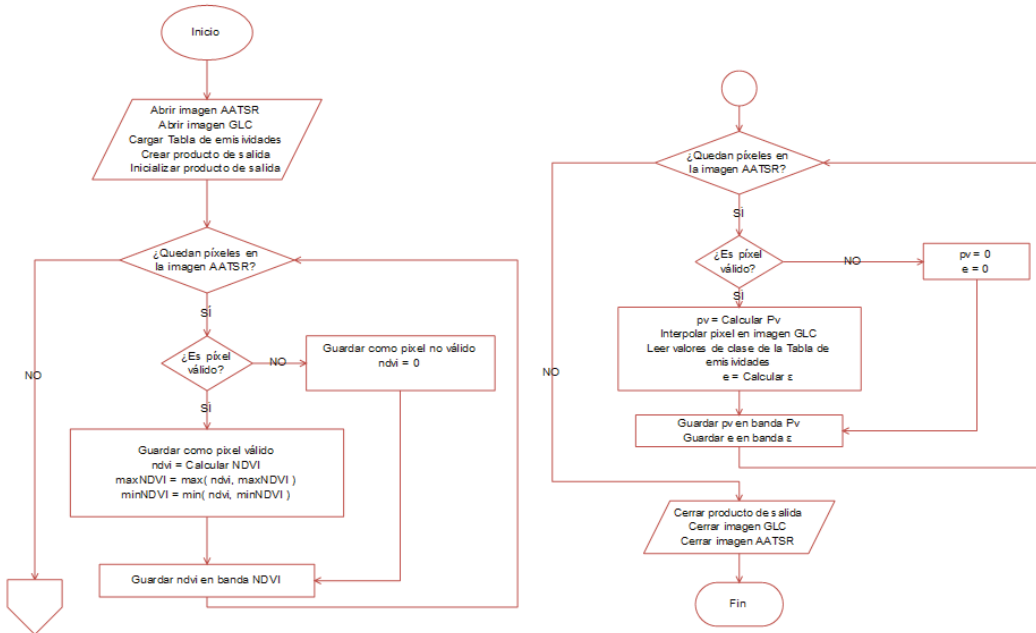 Inicio
Abrir imagen AATSR
Abrir imagen GLC
Cargar Tabla de emisividades
Crear producto de salida
Inicializar producto de salida
¿Quedan píxeles en
la imagen AATSR?
SÍ
NO
¿Es píxel
válido?
NO
Guardar como pixel no válido
ndvi = 0
SÍ
Guardar como pixel válido
ndvi = Calcular NDVI
maxNDVI = max( ndvi, maxNDVI )
minNDVI = min( ndvi, minNDVI )
Guardar ndvi en banda NDVI
¿Quedan píxeles en
la imagen AATSR?
SÍ
NO
¿Es píxel
válido?
NO
pv = 0
e = 0
SÍ
pv = Calcular Pv
Interpolar pixel en imagen GLC
Leer valores de clase de la Tabla de
emisividades
e = Calcular ε
Guardar pv en banda Pv
Guardar e en banda ε
Cerrar producto de salida
Cerrar imagen GLC
Cerrar imagen AATSR
Fin